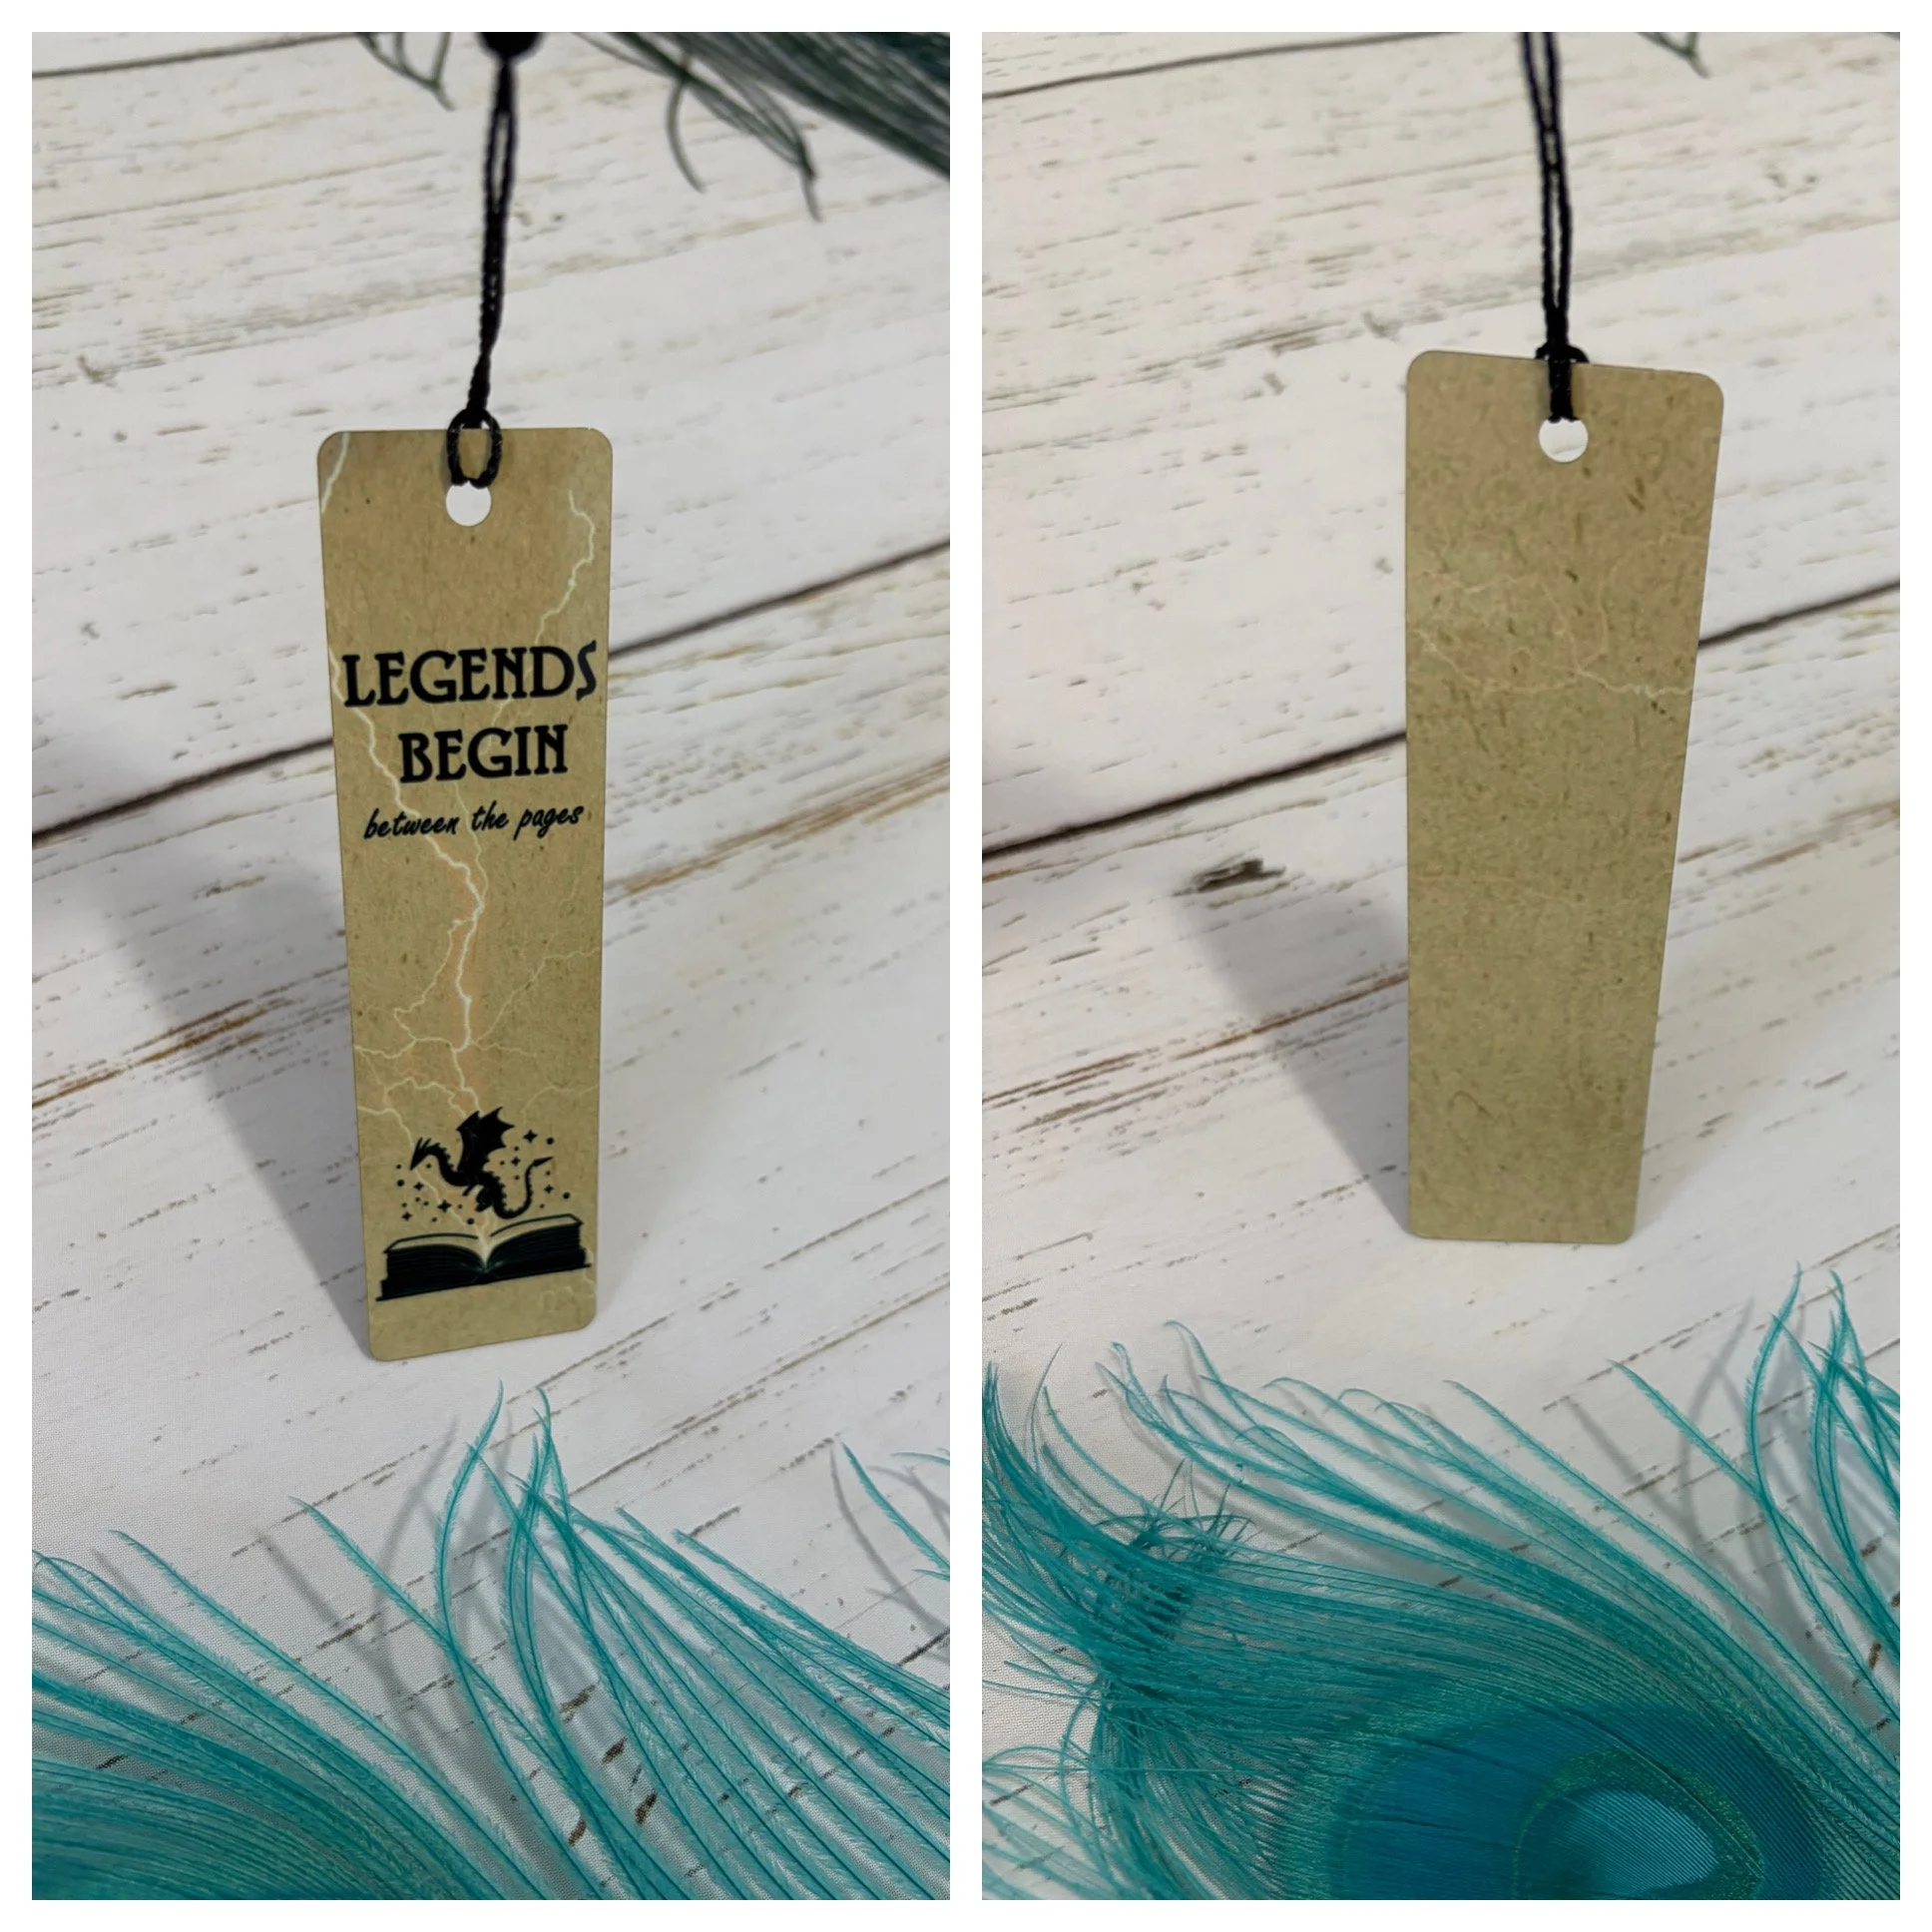 LEGENDS
BEGIN
between the pages